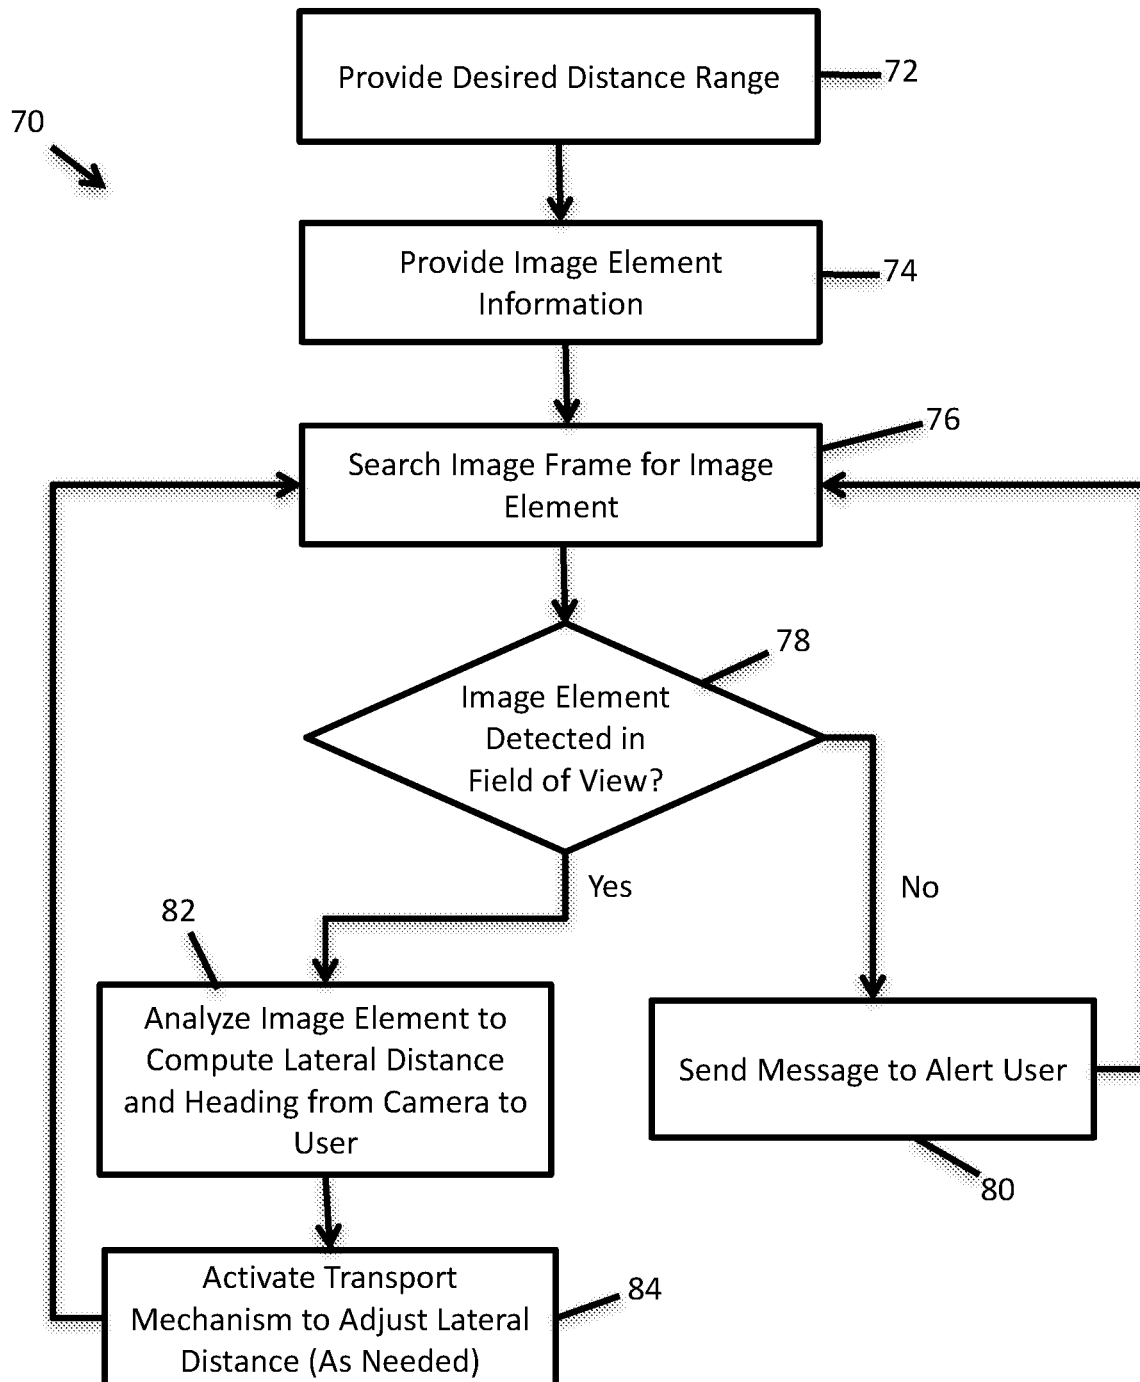 Provide Desired Distance Range
72
70
Provide Image Element
Information
74
76
Search Image Frame for Image
Element
78
Image Element
Detected in
Field of View?
Yes
No
82
Analyze Image Element to
Compute Lateral Distance
and Heading from Camera to
User
Send Message to Alert User
80
Activate Transport
Mechanism to Adjust Lateral
Distance (As Needed)
84